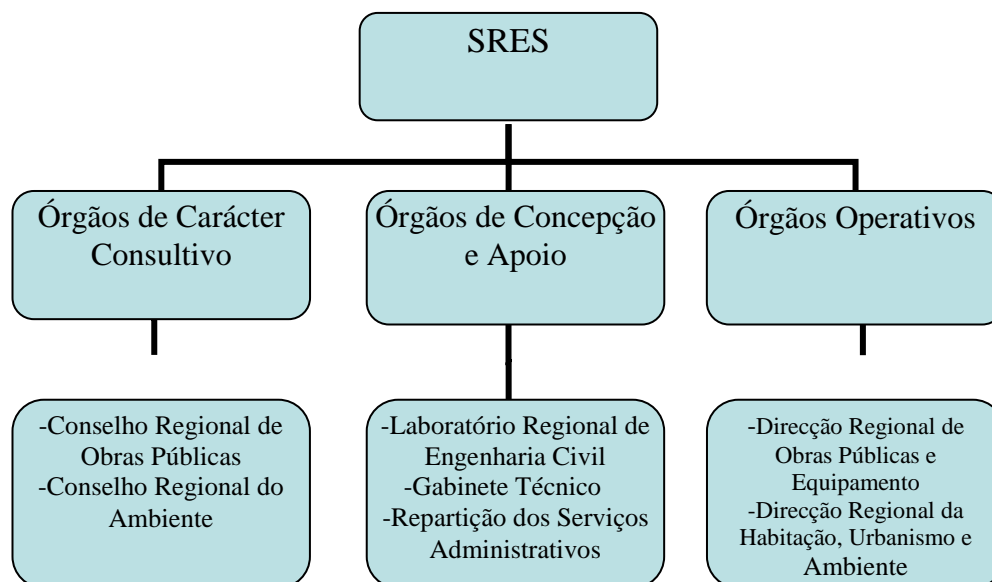 SRES
Órgãos de Carácter
Consultivo
Órgãos de Concepção
e Apoio
Órgãos Operativos
-Conselho Regional de
Obras Públicas
-Conselho Regional do
Ambiente
-Laboratório Regional de
Engenharia Civil
-Gabinete Técnico
-Repartição dos Serviços
Administrativos
-Direcção Regional de
Obras Públicas e
Equipamento
-Direcção Regional da
Habitação, Urbanismo e
Ambiente